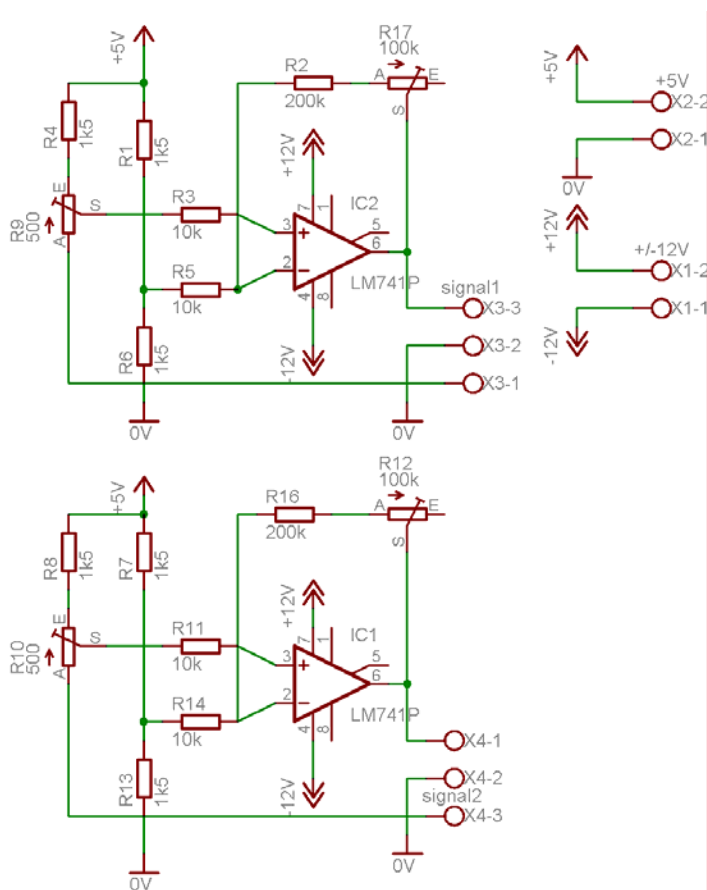 +5V
R4
1k5
R1
1k5
R2
200k
R17
100k
A
E
S
+12V
E
S
A
R9
500
R3
10k
R5
10k
3
2
7
1
+
-
4
8
5
6
IC2
LM741P
R6
1k5
-12V
0V
0V
signal1
X3-3
X3-2
X3-1
+5V
+5V
X2-2
X2-1
0V
+12V
+/-12V
X1-2
X1-1
-12V
+5V
R8
1k5
R7
1k5
R16
200k
R12
100k
A
E
S
+12V
E
S
A
R10
500
R11
10k
R14
10k
3
2
7
1
+
-
4
8
5
6
IC1
LM741P
R13
1k5
-12V
0V
0V
X4-1
X4-2
signal2
X4-3